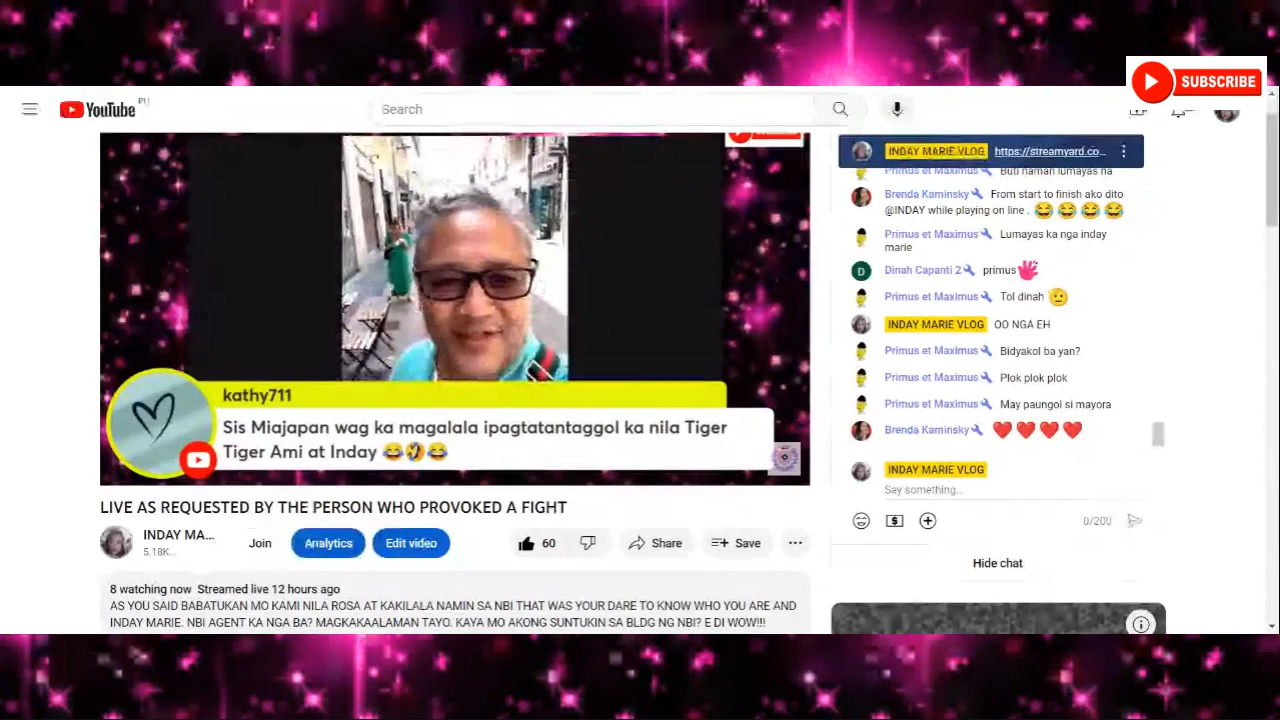 SUBSCRIBE
YouTube PH
Search
kathy711
Sis Miajapan wag ka magalala ipagtatantaggol ka nila Tiger
Tiger Ami at Inday 😂🤣😂
LIVE AS REQUESTED BY THE PERSON WHO PROVOKED A FIGHT
INDAY MA...
5.18K...
Join
Analytics
Edit video
60
Share
Save
8 watching now Streamed live 12 hours ago
AS YOU SAID BABATUKAN MO KAMI NILA ROSA AT KAKILALA NAMIN SA NBI THAT WAS YOUR DARE TO KNOW WHO YOU ARE AND
INDAY MARIE. NBI AGENT KA NGA BA? MAGKAKAALAMAN TAYO. KAYA MO AKONG SUNTUKIN SA BLDG NG NBI? E DI WOW!!!
INDAY MARIE VLOG https://streamyard.co...
Primus et Maximus Buti naman lumayas na
Brenda Kaminsky From start to finish ako dito
@INDAY while playing on line . 😂😂😂😂
Primus et Maximus Lumayas ka nga inday
marie
D Dinah Capanti 2 primus
Primus et Maximus Tol dinah 🫡
INDAY MARIE VLOG OO NGA EH
Primus et Maximus Bidyakol ba yan?
Primus et Maximus Plok plok plok
Primus et Maximus May paungol si mayora
Brenda Kaminsky ❤️❤️❤️❤️
INDAY MARIE VLOG
Say something...
0/200
Hide chat